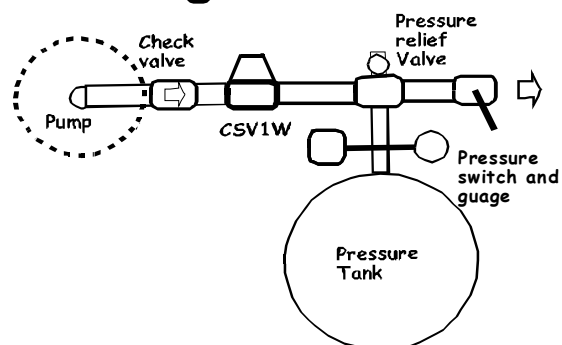 Pressure
relief
Valve
Check
valve
Pump
CSV1W
Pressure
switch and
guage
Pressure
Tank